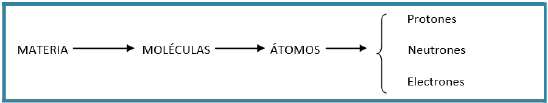 Protones
MATERIA MOLÉCULAS ÁTOMOS Neutrones
Electrones